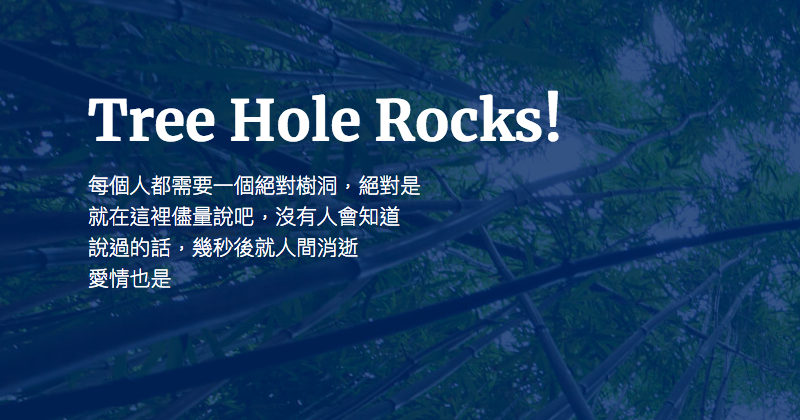 Tree Hole Rocks!
每個人都需要一個絕對樹洞，絕對是
就在這裡儘量說吧，沒有人會知道
說過的話，幾秒後就人間消逝
愛情也是